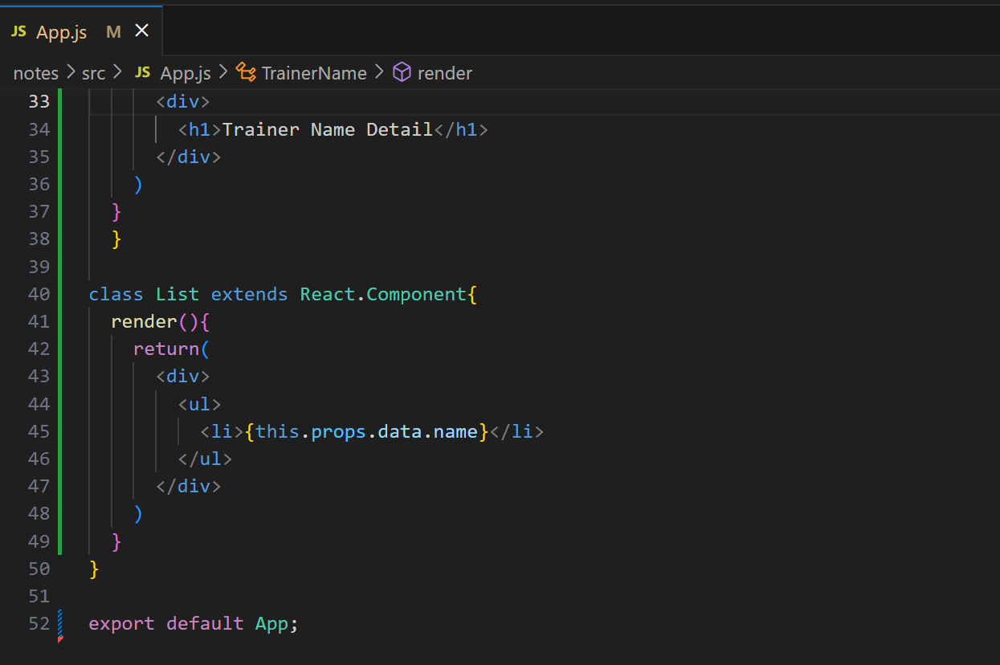 JS App.js M
notes > src > JS App.js > TrainerName > render
33 <div>
34 <h1>Trainer Name Detail</h1>
35 </div>
36 )
37 }
38 }
39
40 class List extends React.Component{
41 render(){
42 return(
43 <div>
44 <ul>
45 <li>{this.props.data.name}</li>
46 </ul>
47 </div>
48 )
49 }
50 }
51
52 export default App;